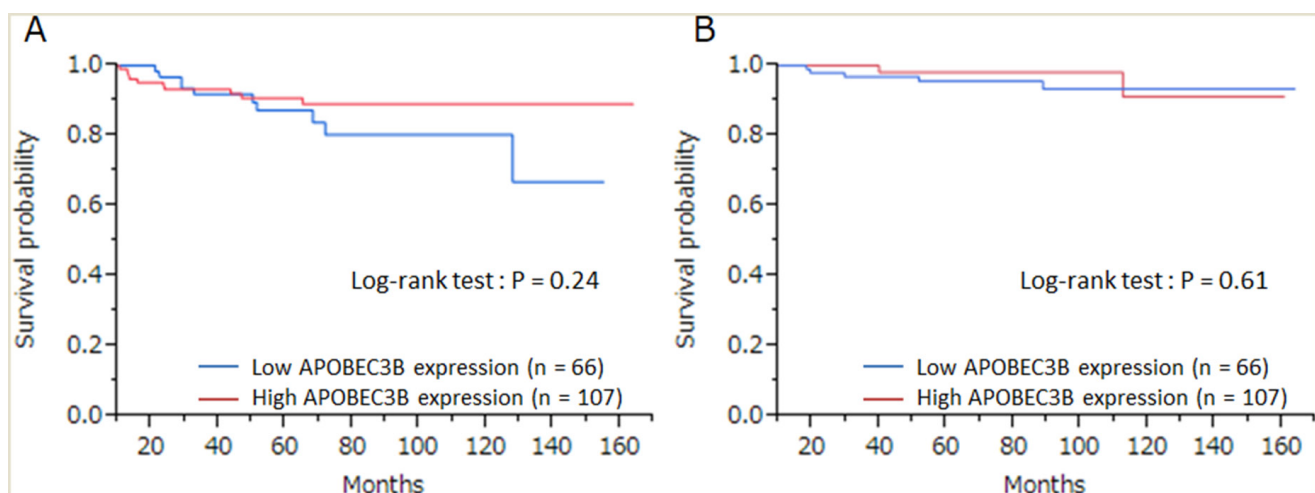 A
Survival probability
1.0
0.8
0.6
0.4
0.2
0.0
Log-rank test : P = 0.24
Low APOBEC3B expression (n = 66)
High APOBEC3B expression (n = 107)
20 40 60 80 100 120 140 160
Months
B
Survival probability
1.0
0.8
0.6
0.4
0.2
0.0
Log-rank test : P = 0.61
Low APOBEC3B expression (n = 66)
High APOBEC3B expression (n = 107)
20 40 60 80 100 120 140 160
Months